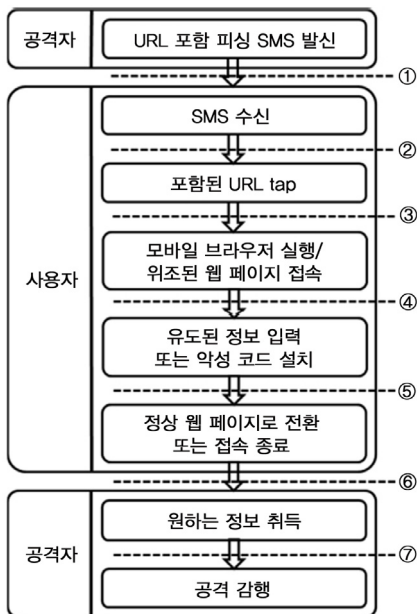 공격자
URL 포함 피싱 SMS 발신
①
사용자
SMS 수신
②
포함된 URL tap
③
모바일 브라우저 실행/
위조된 웹 페이지 접속
④
유도된 정보 입력
또는 악성 코드 설치
⑤
정상 웹 페이지로 전환
또는 접속 종료
⑥
공격자
원하는 정보 취득
⑦
공격 감행